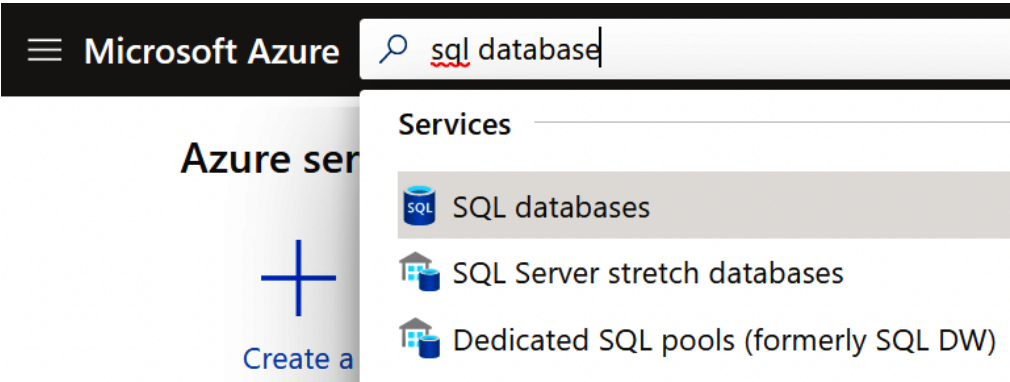 Microsoft Azure
sql database
Services
Azure ser
SQL databases
SQL Server stretch databases
Dedicated SQL pools (formerly SQL DW)
Create a